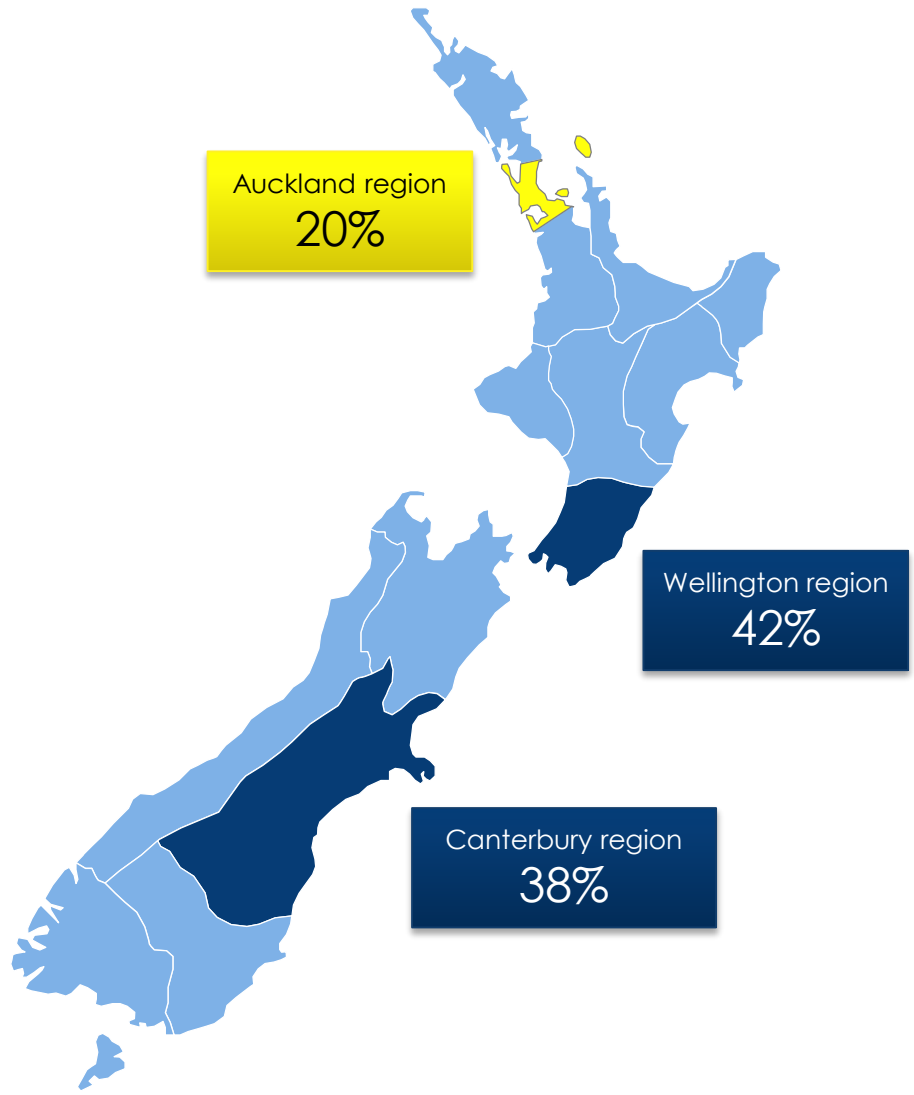 Auckland region
20%
Wellington region
42%
Canterbury region
38%